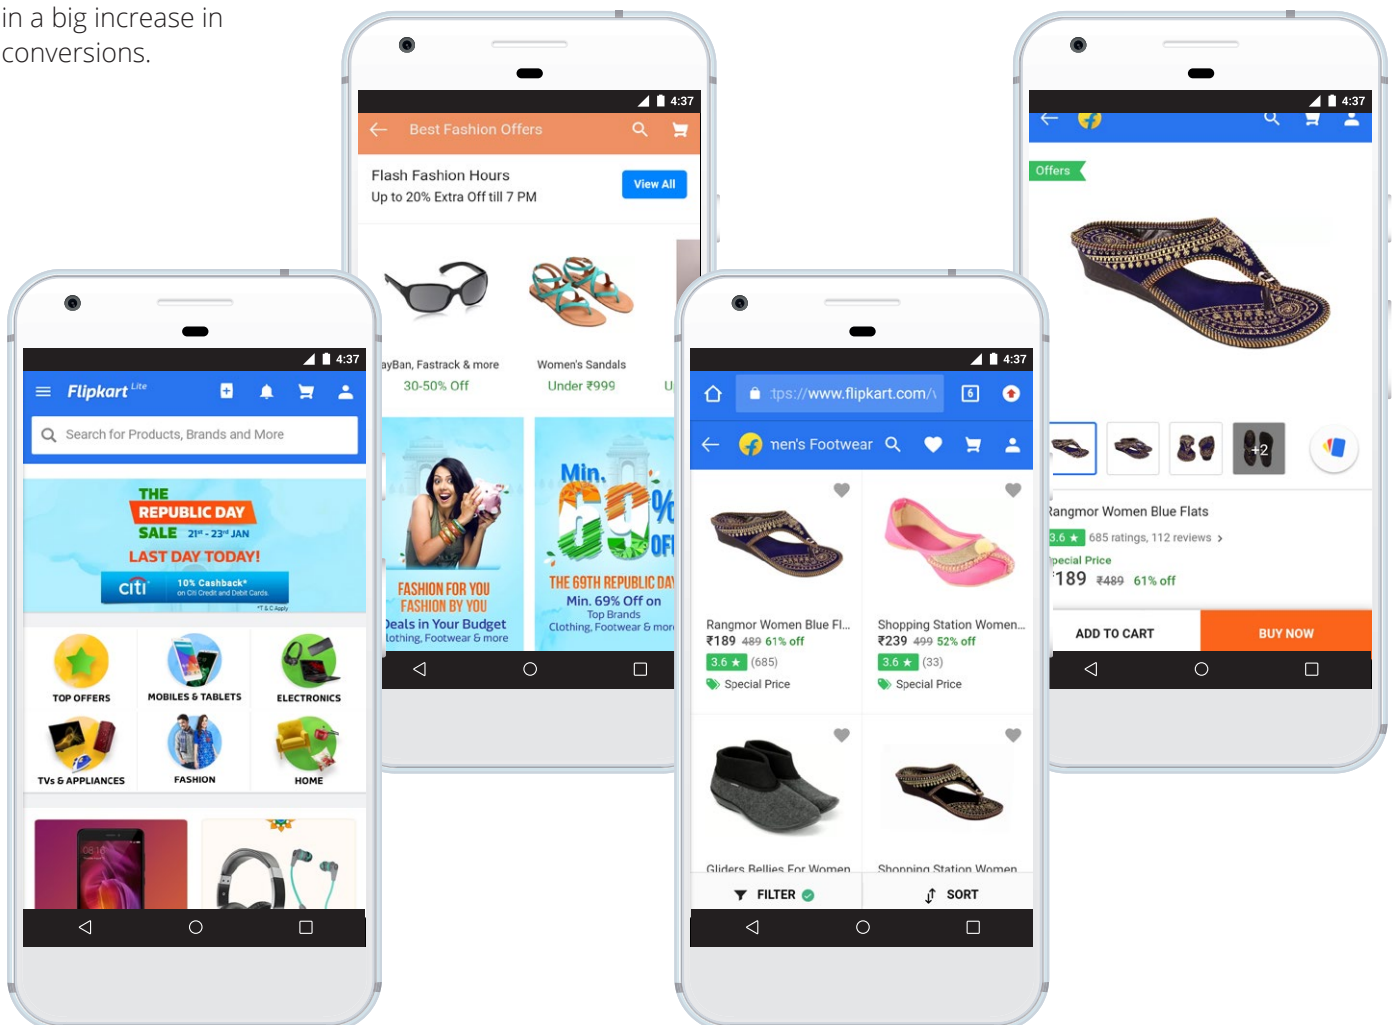 in a big increase in
conversions.
4:37
Best Fashion Offers
Flash Fashion Hours
Up to 20% Extra Off till 7 PM
View All
ayBan, Fastrack & more
30-50% Off
Women's Sandals
Under ₹999
U
FASHION FOR YOU
FASHION BY YOU
Deals in Your Budget
lothing, Footwear & more
Min.
69%
OFF
THE 69TH REPUBLIC DAY
Min. 69% Off on
Top Brands
Clothing, Footwear & more
4:37
Flipkart Lite
Search for Products, Brands and More
THE
REPUBLIC DAY
SALE 21st - 23rd JAN
LAST DAY TODAY!
citi
10% Cashback*
on Citi Credit and Debit Cards.
*T & C Apply
TOP OFFERS
MOBILES & TABLETS
ELECTRONICS
TVs & APPLIANCES
FASHION
HOME
4:37
tps://www.flipkart.com/
6
men's Footwear
Rangmor Women Blue Fl...
₹189 489 61% off
3.6 ★ (685)
Special Price
Shopping Station Women...
₹239 499 52% off
3.6 ★ (33)
Special Price
Gliders Bellies For Women
Shopping Station Women
FILTER
SORT
4:37
Offers
+2
Rangmor Women Blue Flats
3.6 ★ 685 ratings, 112 reviews >
pecial Price
189 ₹489 61% off
ADD TO CART
BUY NOW